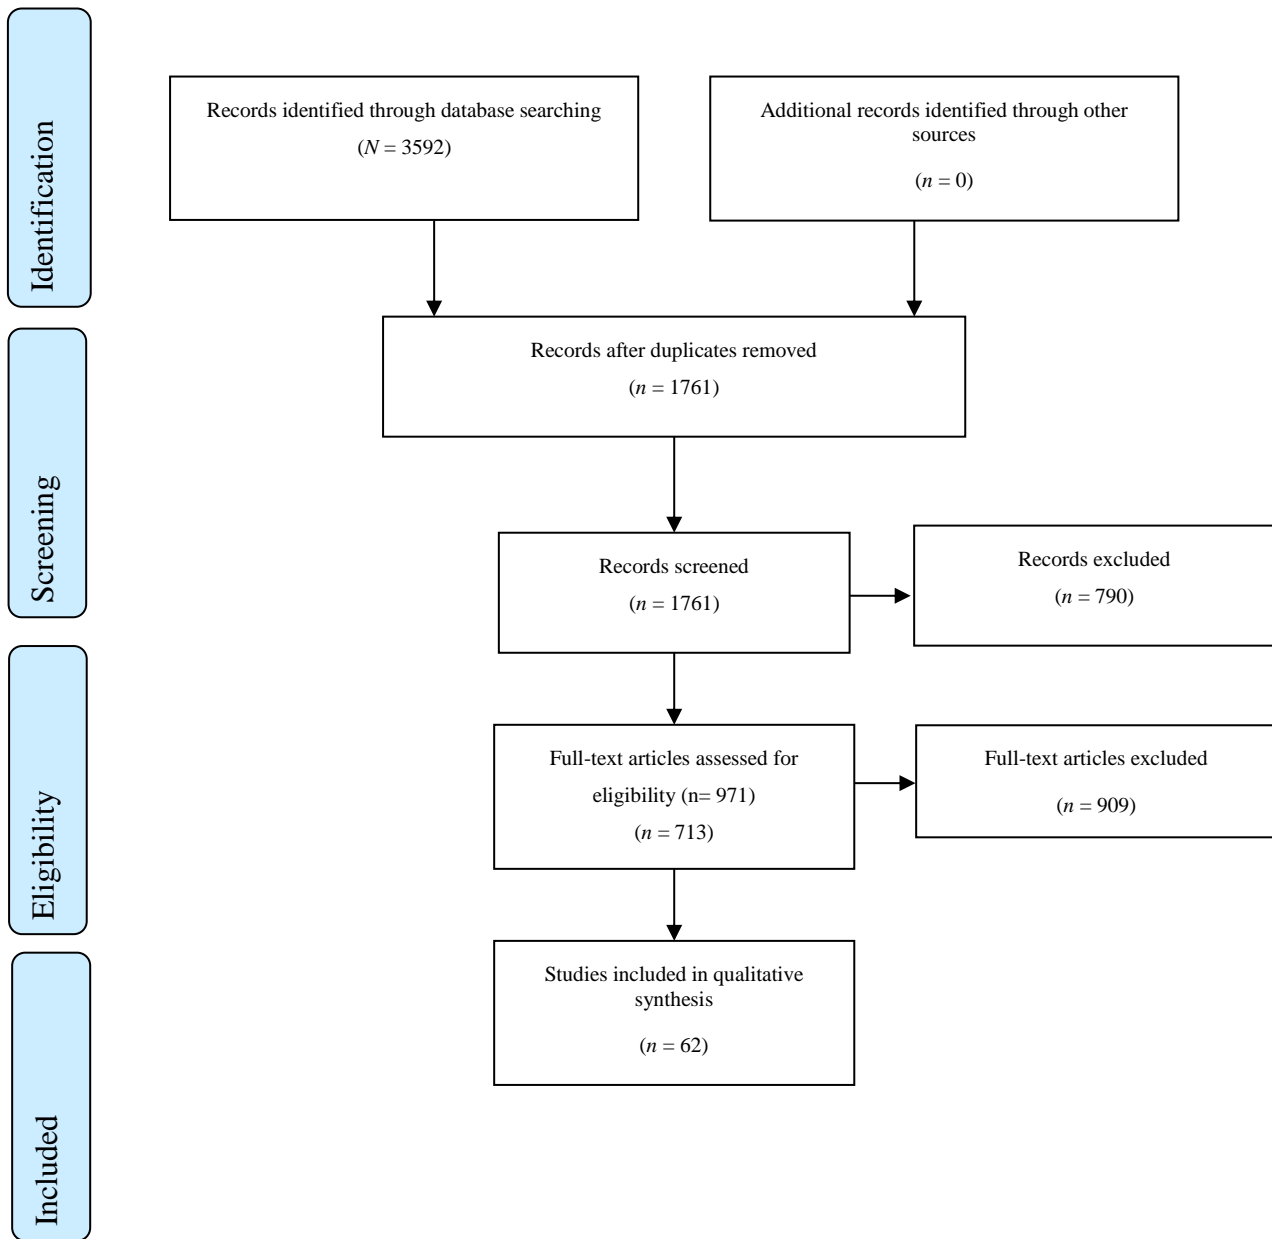 Identification
Records identified through database searching
(N = 3592)
Additional records identified through other
sources
(n = 0)
Records after duplicates removed
(n = 1761)
Screening
Records screened
(n = 1761)
Records excluded
(n = 790)
Eligibility
Full-text articles assessed for
eligibility (n= 971)
(n = 713)
Full-text articles excluded
(n = 909)
Included
Studies included in qualitative
synthesis
(n = 62)